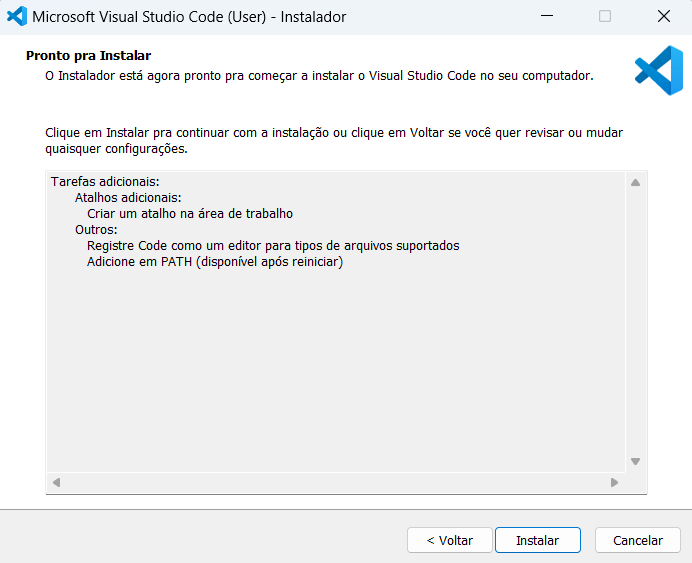 Microsoft Visual Studio Code (User) - Instalador
Pronto pra Instalar
O Instalador está agora pronto pra começar a instalar o Visual Studio Code no seu computador.
Clique em Instalar pra continuar com a instalação ou clique em Voltar se você quer revisar ou mudar
quaisquer configurações.
Tarefas adicionais:
Atalhos adicionais:
Criar um atalho na área de trabalho
Outros:
Registre Code como um editor para tipos de arquivos suportados
Adicione em PATH (disponível após reiniciar)
< Voltar
Instalar
Cancelar